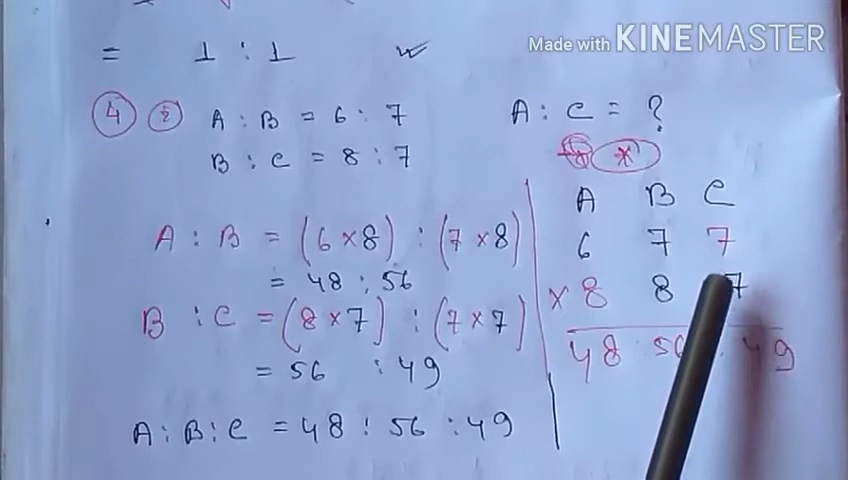 Made with KINEMASTER
= 1 : 1
4 A : B = 6 : 7 A : C = ?
B : C = 8 : 7
A B C
6 7 7
× 8 8 7
48 : 56 : 49
A : B = (6 × 8) : (7 × 8)
= 48 : 56
B : C = (8 × 7) : (7 × 7)
= 56 : 49
A : B : C = 48 : 56 : 49